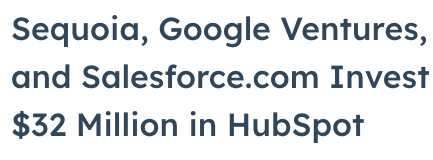 Sequoia, Google Ventures,
and Salesforce.com Invest
$32 Million in HubSpot